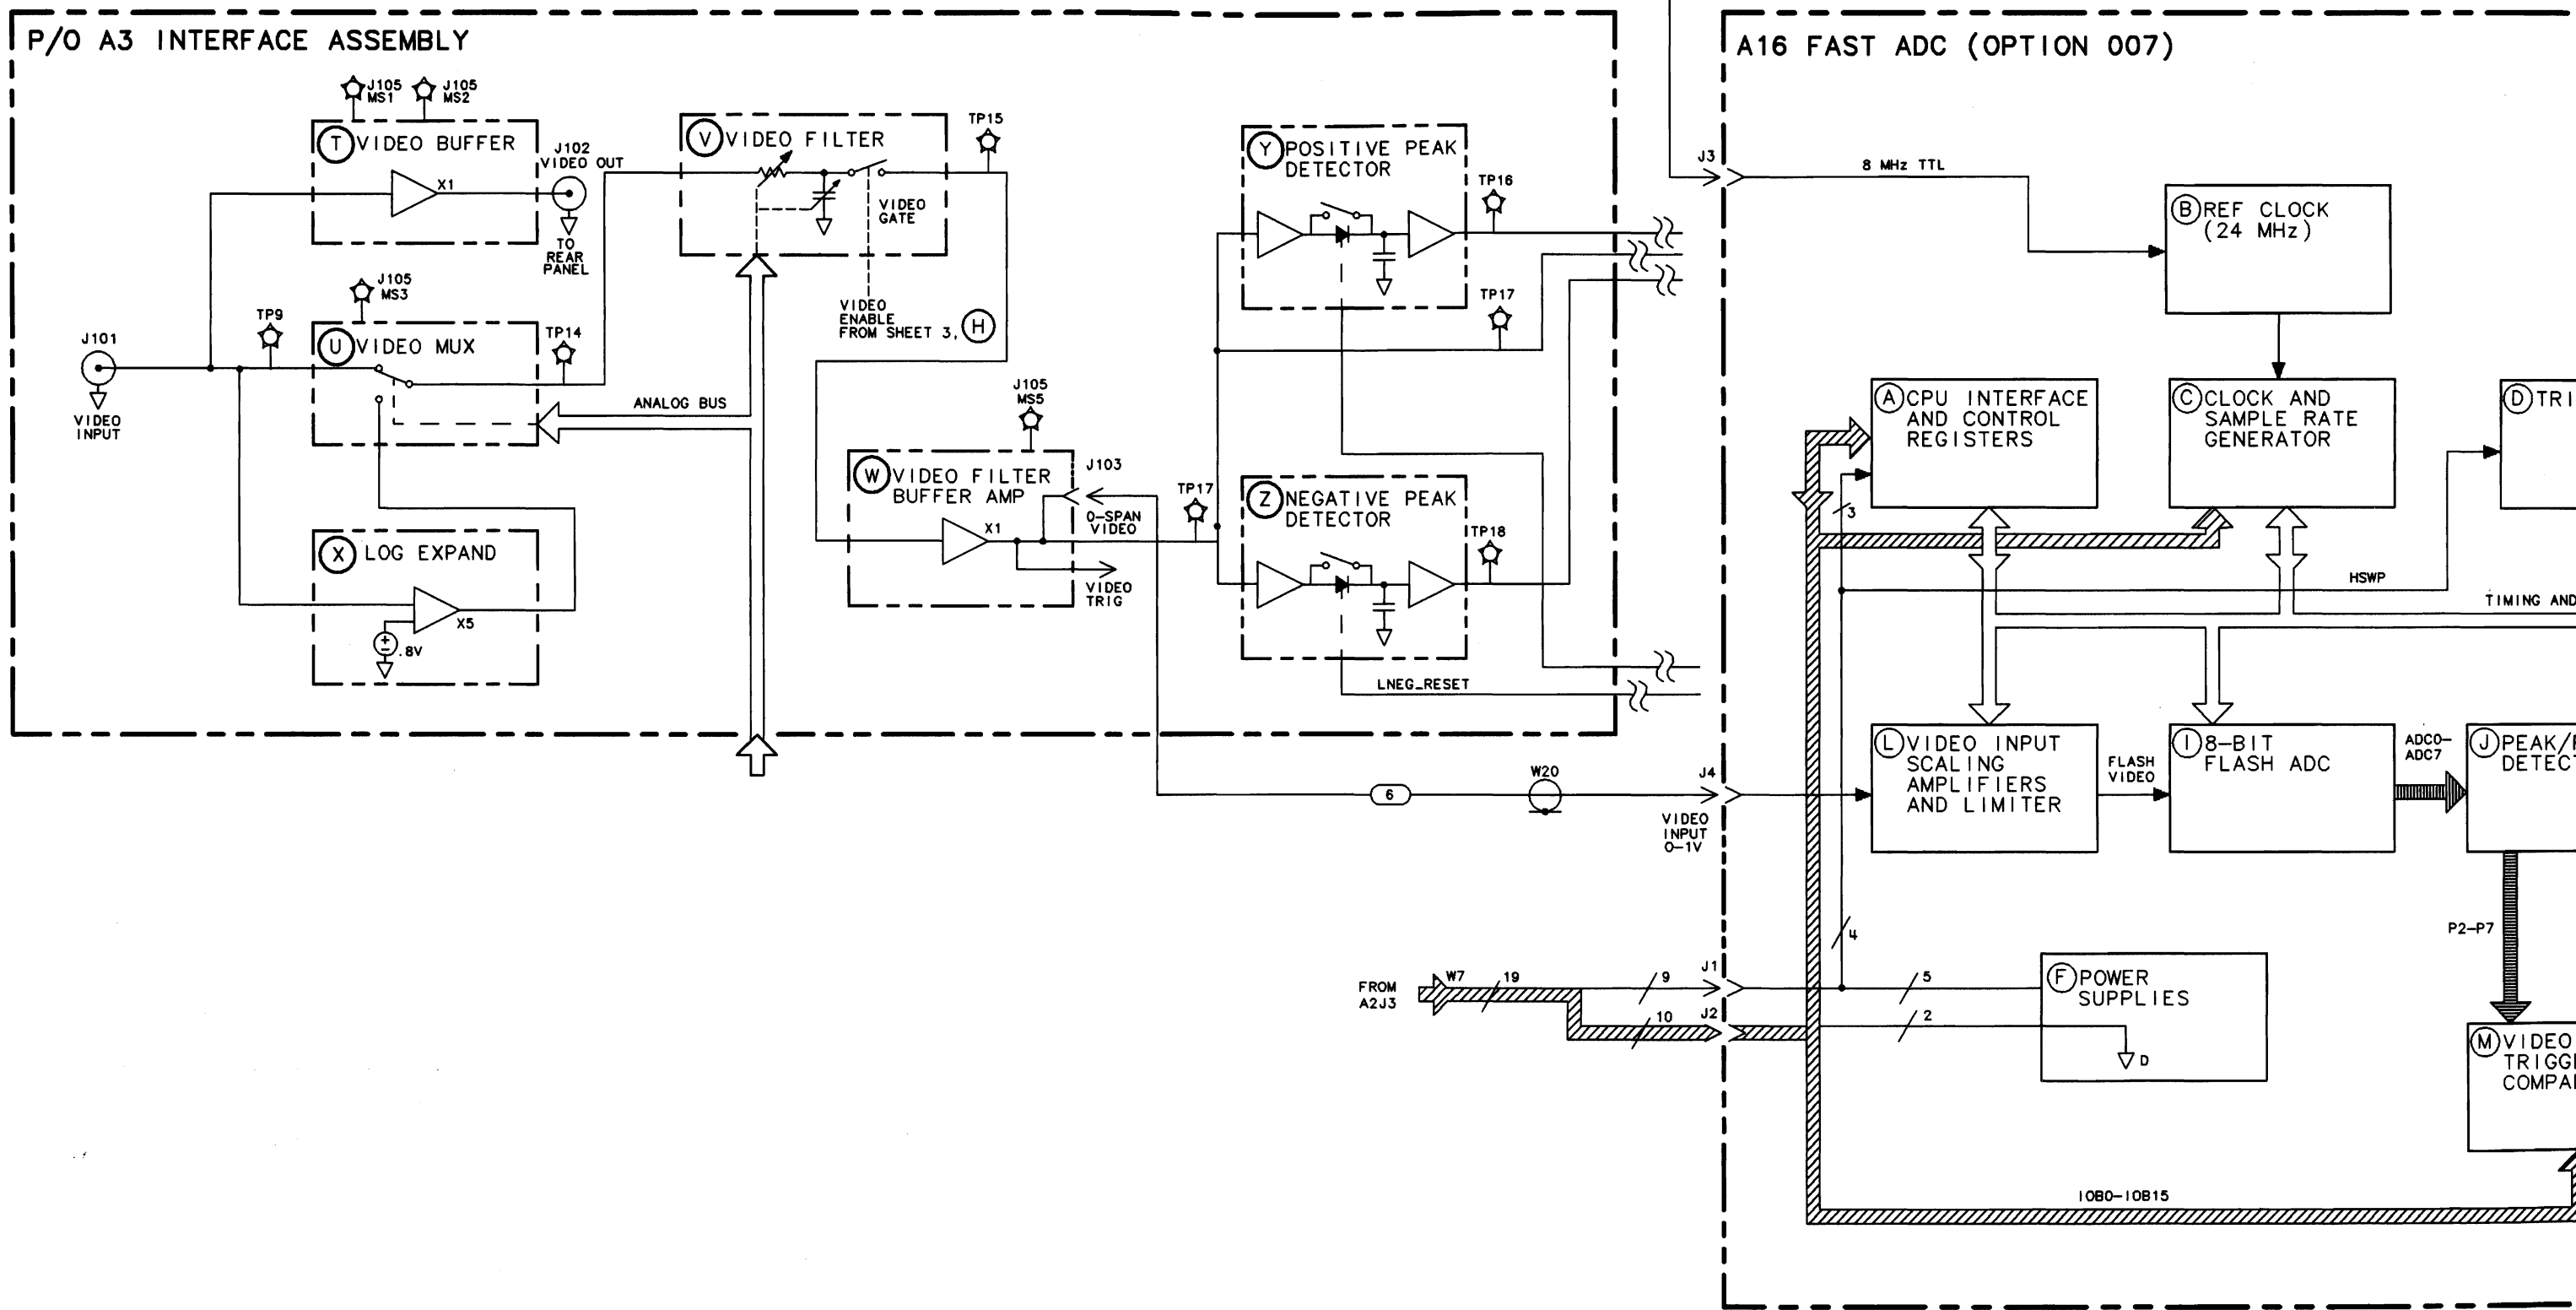 P/O A3 INTERFACE ASSEMBLY
J105
MS1
J105
MS2
T VIDEO BUFFER
X1
J102
VIDEO OUT
TO
REAR
PANEL
V VIDEO FILTER
VIDEO
GATE
TP15
VIDEO
ENABLE
FROM SHEET 3, H
J101
VIDEO
INPUT
TP9
J105
MS3
U VIDEO MUX
TP14
ANALOG BUS
X LOG EXPAND
X5
.8V
J105
MS5
W VIDEO FILTER
BUFFER AMP
X1
J103
0-SPAN
VIDEO
VIDEO
TRIG
TP17
Y POSITIVE PEAK
DETECTOR
TP16
TP17
Z NEGATIVE PEAK
DETECTOR
TP18
LNEG_RESET
6
W20
J4
VIDEO
INPUT
0-1V
FROM
A2J3
W7
19
9
J1
10
J2
A16 FAST ADC (OPTION 007)
J3
8 MHz TTL
B REF CLOCK
(24 MHz)
A CPU INTERFACE
AND CONTROL
REGISTERS
C CLOCK AND
SAMPLE RATE
GENERATOR
D TRI
3
HSWP
TIMING AND
L VIDEO INPUT
SCALING
AMPLIFIERS
AND LIMITER
FLASH
VIDEO
I 8-BIT
FLASH ADC
ADC0-
ADC7
J PEAK/
DETECT
P2-P7
4
5
2
F POWER
SUPPLIES
D
M VIDEO
TRIGG
COMPA
IOB0-IOB15